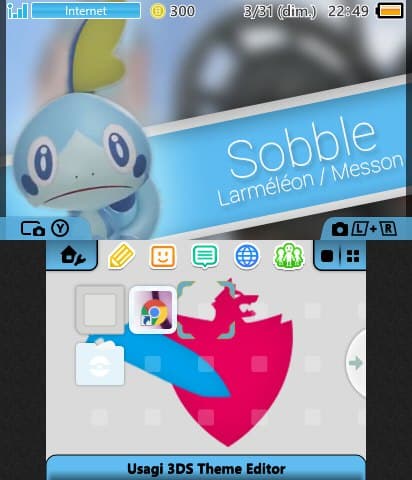 Internet 300 3/31 (dim.) 22:49
Sobble
Larméléon / Messon
Y L+R
Usagi 3DS Theme Editor